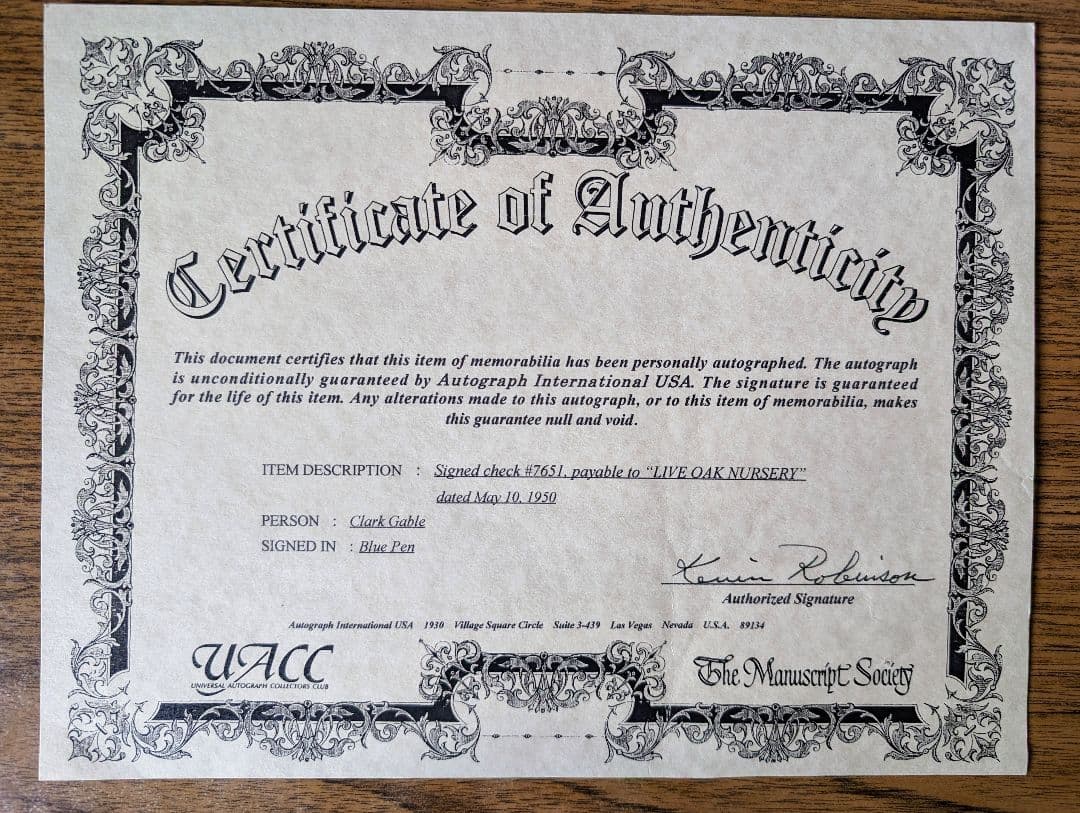 Certificate of Authenticity
This document certifies that this item of memorabilia has been personally autographed. The autograph
is unconditionally guaranteed by Autograph International USA. The signature is guaranteed
for the life of this item. Any alterations made to this autograph, or to this item of memorabilia, makes
this guarantee null and void.
ITEM DESCRIPTION : Signed check #7651, payable to “LIVE OAK NURSERY”
dated May 10, 1950
PERSON : Clark Gable
SIGNED IN : Blue Pen
Kevin Robinson
Authorized Signature
Autograph International USA 1930 Village Square Circle Suite 3-439 Las Vegas Nevada U.S.A. 89134
UACC
UNIVERSAL AUTOGRAPH COLLECTORS CLUB
The Manuscript Society